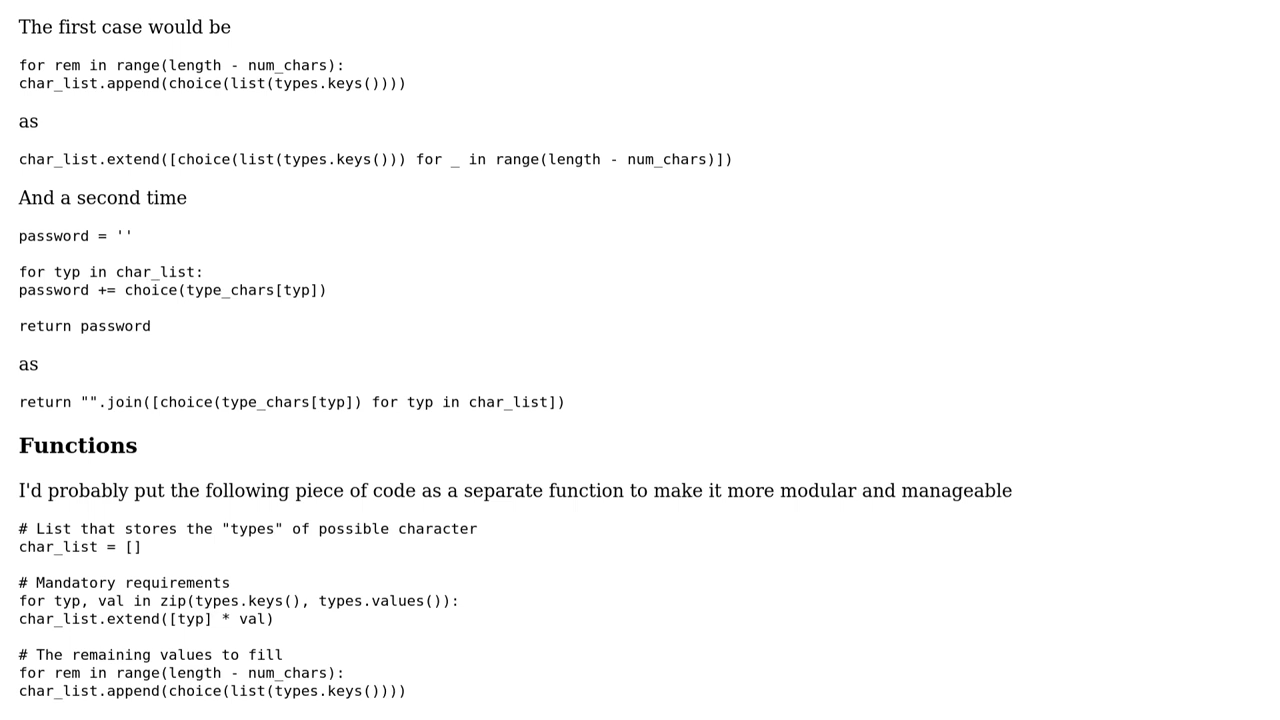 The first case would be
for rem in range(length - num_chars):
char_list.append(choice(list(types.keys())))
as
char_list.extend([choice(list(types.keys())) for _ in range(length - num_chars)])
And a second time
password = ''
for typ in char_list:
password += choice(type_chars[typ])
return password
as
return "".join([choice(type_chars[typ]) for typ in char_list])
Functions
I'd probably put the following piece of code as a separate function to make it more modular and manageable
# List that stores the "types" of possible character
char_list = []
# Mandatory requirements
for typ, val in zip(types.keys(), types.values()):
char_list.extend([typ] * val)
# The remaining values to fill
for rem in range(length - num_chars):
char_list.append(choice(list(types.keys())))